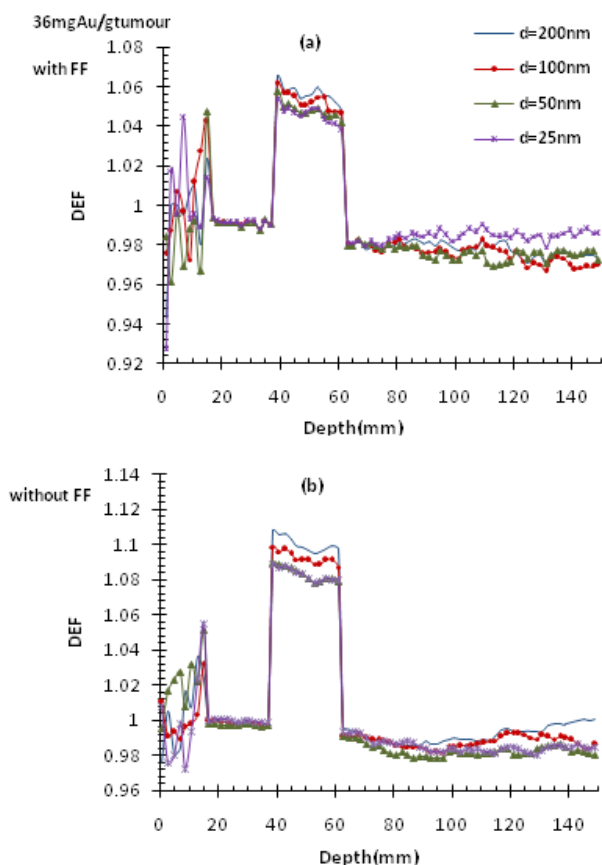 36mgAu/gtumour
(a)
with FF
d=200nm
d=100nm
d=50nm
d=25nm
1.08
1.06
1.04
1.02
1
0.98
0.96
0.94
0.92
DEF
0 20 40 60 80 100 120 140
Depth(mm)
without FF
(b)
1.14
1.12
1.1
1.08
1.06
1.04
1.02
1
0.98
0.96
DEF
0 20 40 60 80 100 120 140
Depth(mm)